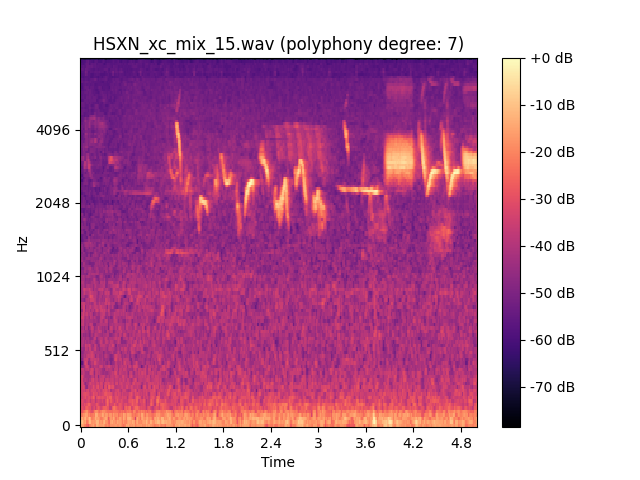 HSXN_xc_mix_15.wav (polyphony degree: 7)
+0 dB
4096
-10 dB
-20 dB
2048
-30 dB
Hz
1024
-40 dB
-50 dB
512
-60 dB
-70 dB
0
0 0.6 1.2 1.8 2.4 3 3.6 4.2 4.8
Time